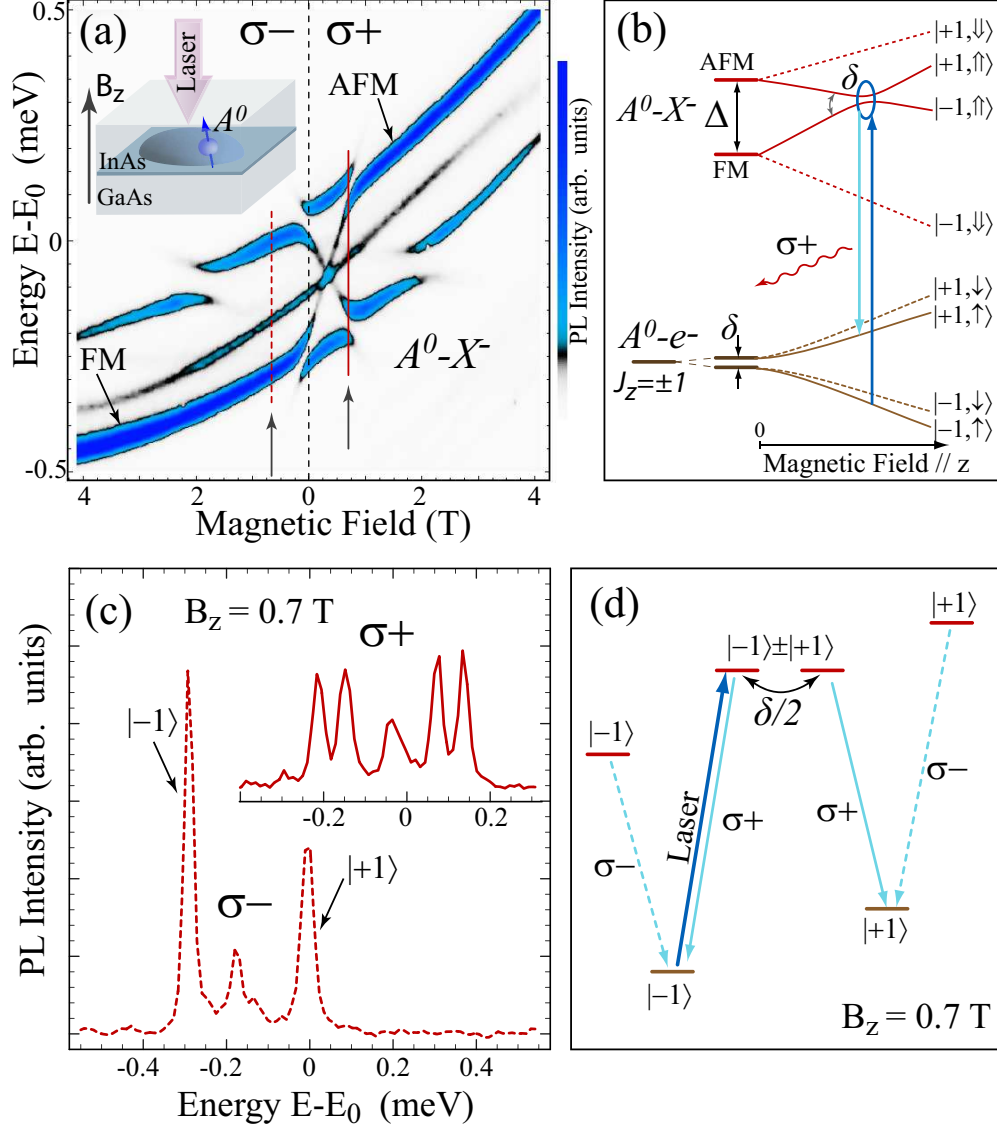 (a)
σ−
σ+
Laser
B_z
A^0
InAs
GaAs
AFM
FM
A^0-X^-
0.5
0
-0.5
Energy E-E_0 (meV)
4
2
0
2
4
Magnetic Field (T)
PL Intensity (arb. units)
(b)
|+1,⇓⟩
|+1,⇑⟩
|−1,⇑⟩
|−1,⇓⟩
AFM
δ
A^0-X^-
Δ
FM
σ+
|+1,↓⟩
|+1,↑⟩
A^0-e^-
δ
J_z=±1
|−1,↓⟩
|−1,↑⟩
0
Magnetic Field // z
(c)
B_z = 0.7 T
σ+
|−1⟩
-0.2
0
0.2
|+1⟩
σ−
PL Intensity (arb. units)
-0.4
-0.2
0
0.2
0.4
Energy E-E_0 (meV)
(d)
|+1⟩
|−1⟩±|+1⟩
δ/2
|−1⟩
σ−
Laser
σ+
σ+
σ−
|+1⟩
|−1⟩
B_z = 0.7 T